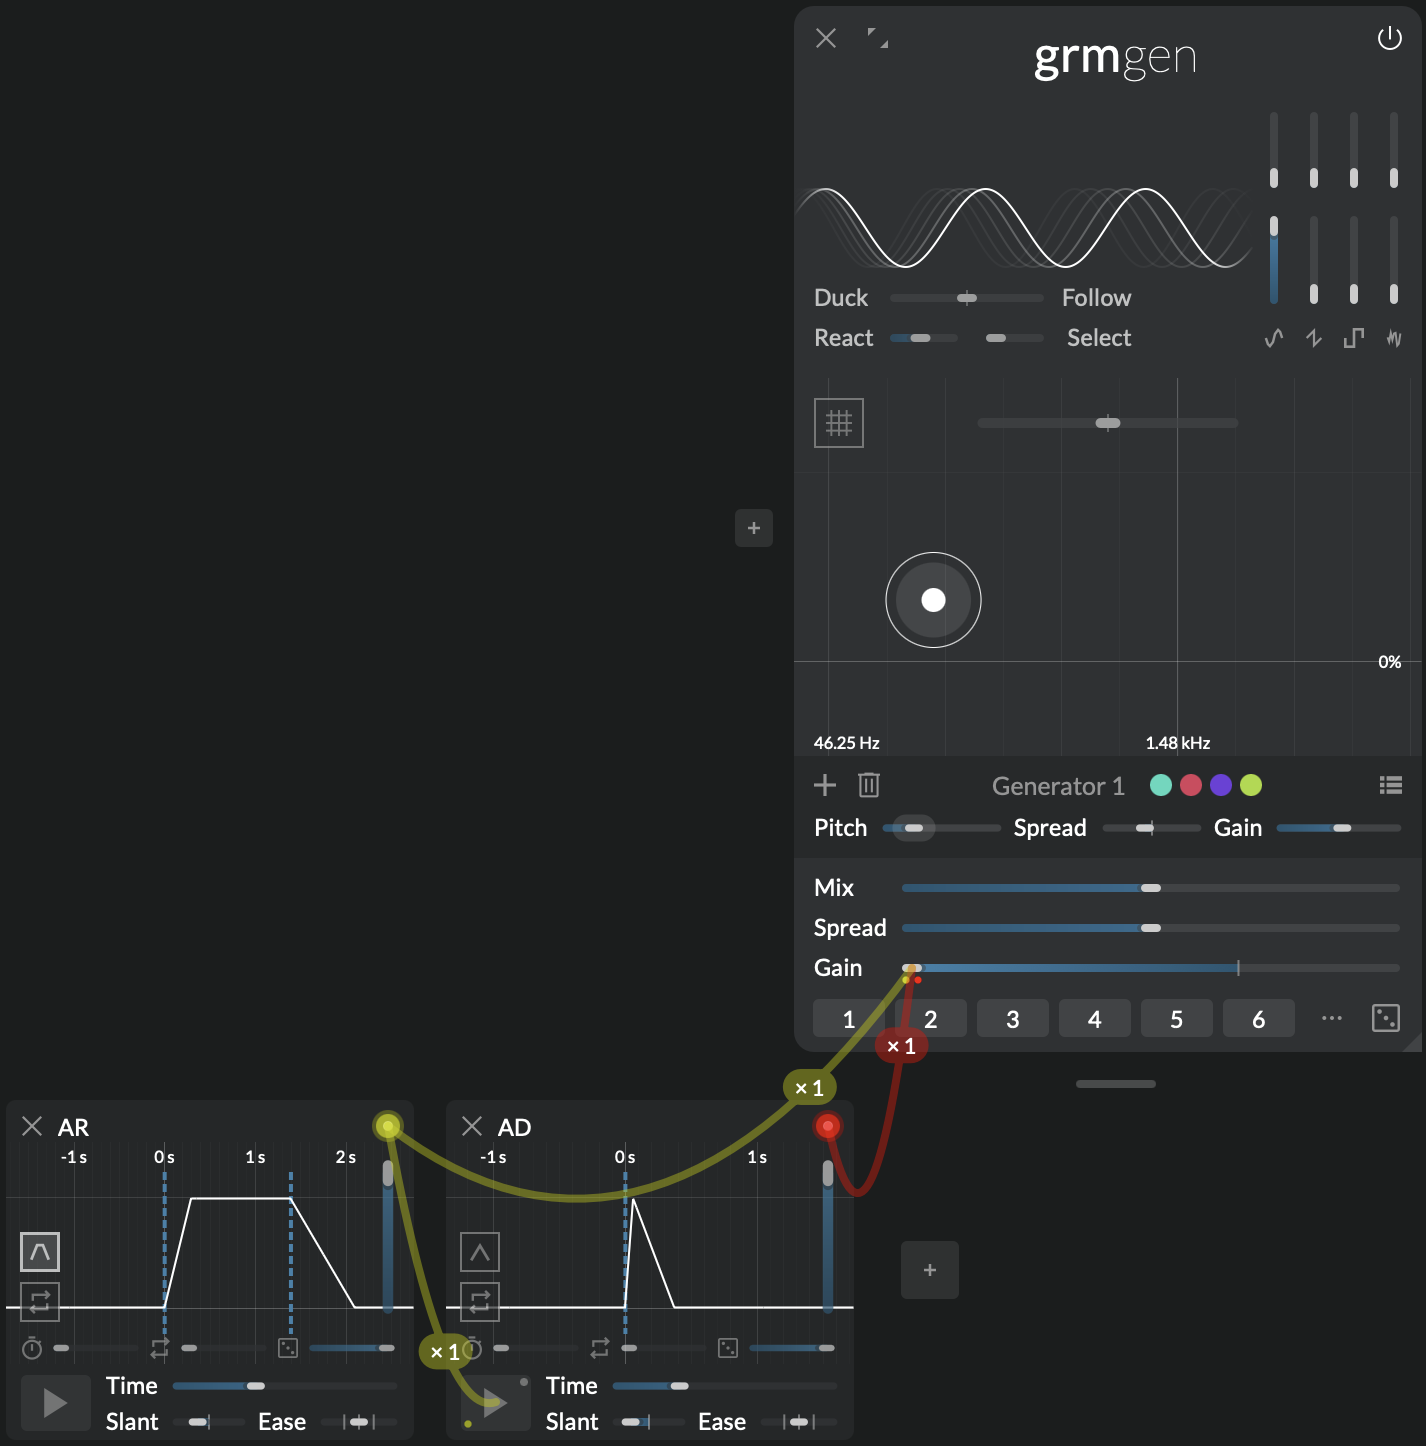 grmgen
Duck Follow
React Select
0%
46.25 Hz 1.48 kHz
Generator 1
Pitch Spread Gain
Mix
Spread
Gain
1 2 3 4 5 6 ...
× 1
× 1
AR
-1 s 0 s 1 s 2 s
× 1
Time
Slant Ease
AD
-1 s 0 s 1 s
Time
Slant Ease